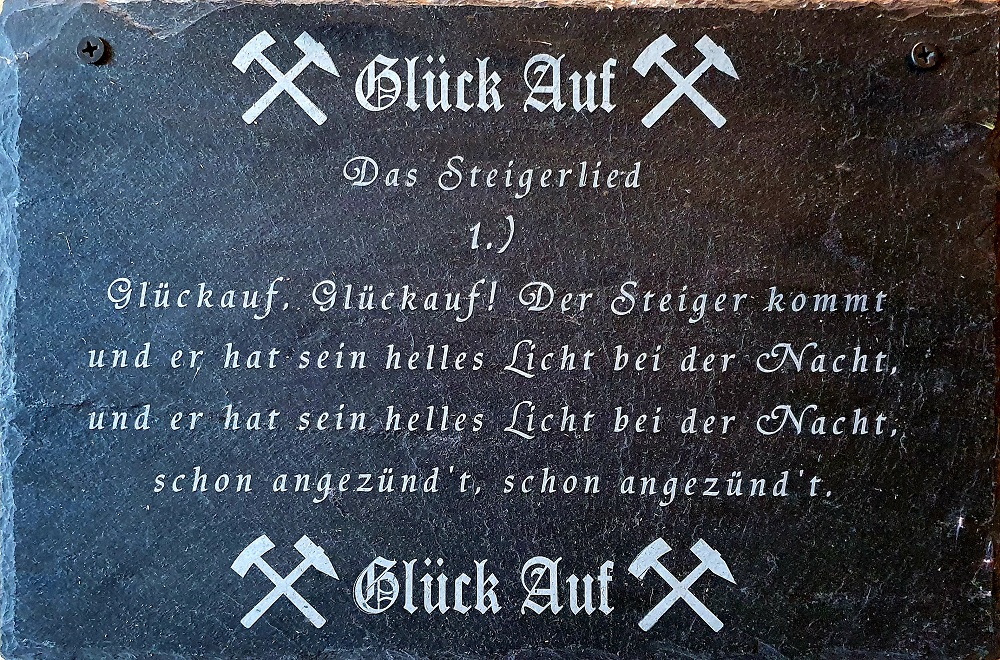 Glück Auf
Das Steigerlied
1.)
Glückauf, Glückauf! Der Steiger kommt
und er hat sein helles Licht bei der Nacht,
und er hat sein helles Licht bei der Nacht,
schon angezünd't, schon angezünd't.
Glück Auf